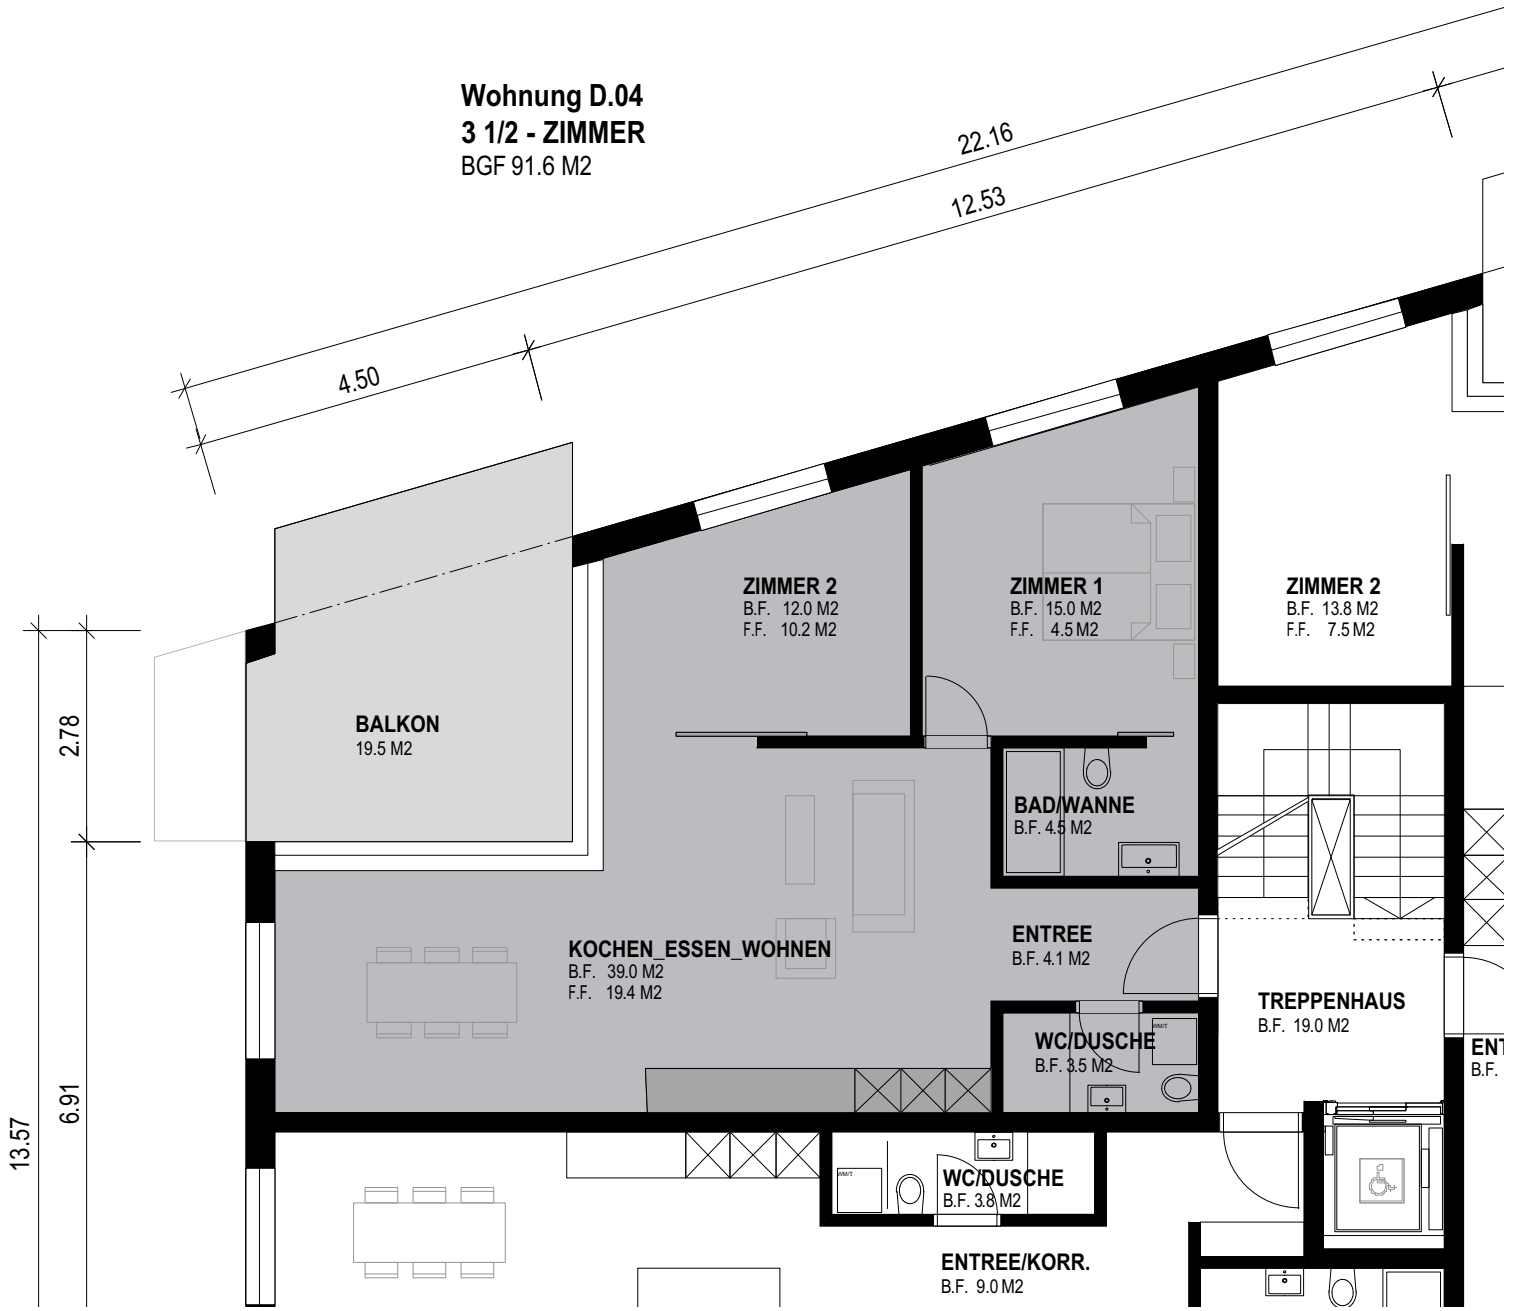 Wohnung D.04
3 1/2 - ZIMMER
BGF 91.6 M2
22.16
12.53
4.50
ZIMMER 2
B.F. 12.0 M2
F.F. 10.2 M2
ZIMMER 1
B.F. 15.0 M2
F.F. 4.5 M2
ZIMMER 2
B.F. 13.8 M2
F.F. 7.5 M2
BALKON
19.5 M2
2.78
BAD/WANNE
B.F. 4.5 M2
KOCHEN_ESSEN_WOHNEN
B.F. 39.0 M2
F.F. 19.4 M2
ENTREE
B.F. 4.1 M2
TREPPENHAUS
B.F. 19.0 M2
WM/T
WC/DUSCHE
B.F. 3.5 M2
ENT
B.F.
6.91
13.57
WM/T
WC/DUSCHE
B.F. 3.8 M2
ENTREE/KORR.
B.F. 9.0 M2